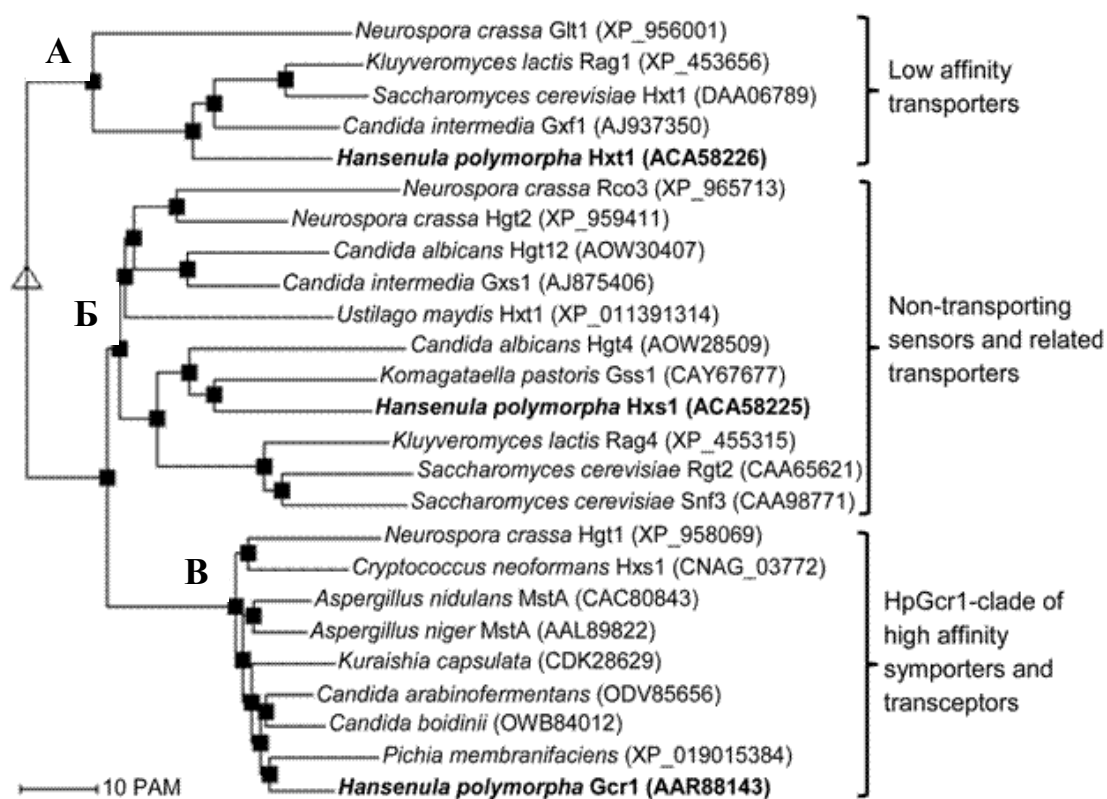 А
Neurospora crassa Glt1 (XP_956001)
Kluyveromyces lactis Rag1 (XP_453656)
Saccharomyces cerevisiae Hxt1 (DAA06789)
Candida intermedia Gxf1 (AJ937350)
Hansenula polymorpha Hxt1 (ACA58226)
Low affinity
transporters
Б
Neurospora crassa Rco3 (XP_965713)
Neurospora crassa Hgt2 (XP_959411)
Candida albicans Hgt12 (AOW30407)
Candida intermedia Gxs1 (AJ875406)
Ustilago maydis Hxt1 (XP_011391314)
Candida albicans Hgt4 (AOW28509)
Komagataella pastoris Gss1 (CAY67677)
Hansenula polymorpha Hxs1 (ACA58225)
Kluyveromyces lactis Rag4 (XP_455315)
Saccharomyces cerevisiae Rgt2 (CAA65621)
Saccharomyces cerevisiae Snf3 (CAA98771)
Non-transporting
sensors and related
transporters
В
Neurospora crassa Hgt1 (XP_958069)
Cryptococcus neoformans Hxs1 (CNAG_03772)
Aspergillus nidulans MstA (CAC80843)
Aspergillus niger MstA (AAL89822)
Kuraishia capsulata (CDK28629)
Candida arabinofermentans (ODV85656)
Candida boidinii (OWB84012)
Pichia membranifaciens (XP_019015384)
Hansenula polymorpha Gcr1 (AAR88143)
HpGcr1-clade of
high affinity
symporters and
transceptors
10 PAM